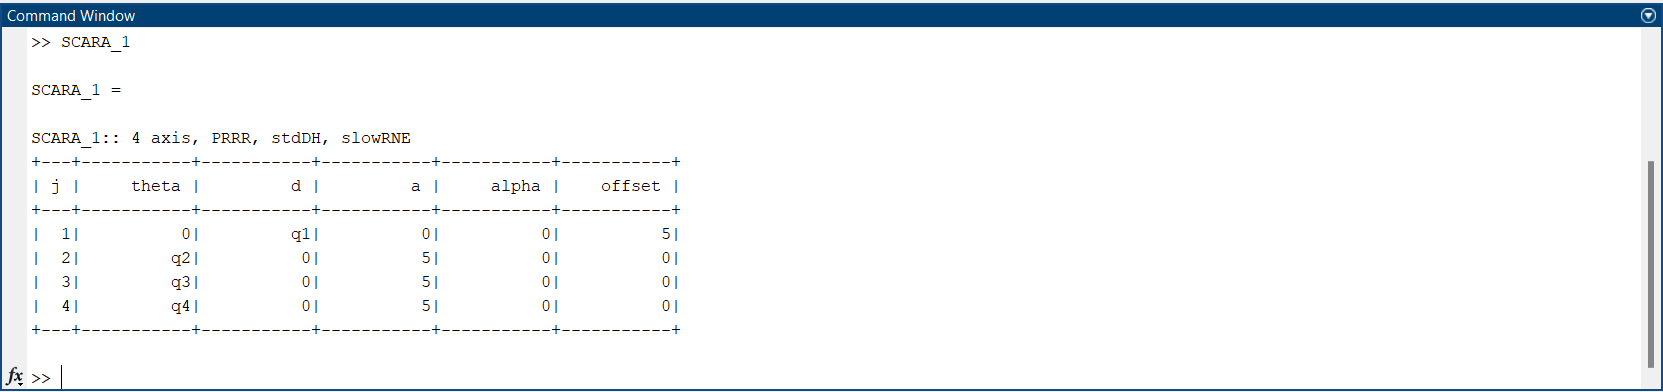 Command Window
>> SCARA_1
SCARA_1 =
SCARA_1:: 4 axis, PRRR, stdDH, slowRNE
+---+-----------+-----------+-----------+-----------+-----------+
| j |     theta |         d |         a |     alpha |    offset |
+---+-----------+-----------+-----------+-----------+-----------+
|  1|          0|         q1|          0|          0|          5|
|  2|         q2|          0|          5|          0|          0|
|  3|         q3|          0|          5|          0|          0|
|  4|         q4|          0|          5|          0|          0|
+---+-----------+-----------+-----------+-----------+-----------+
fx >>